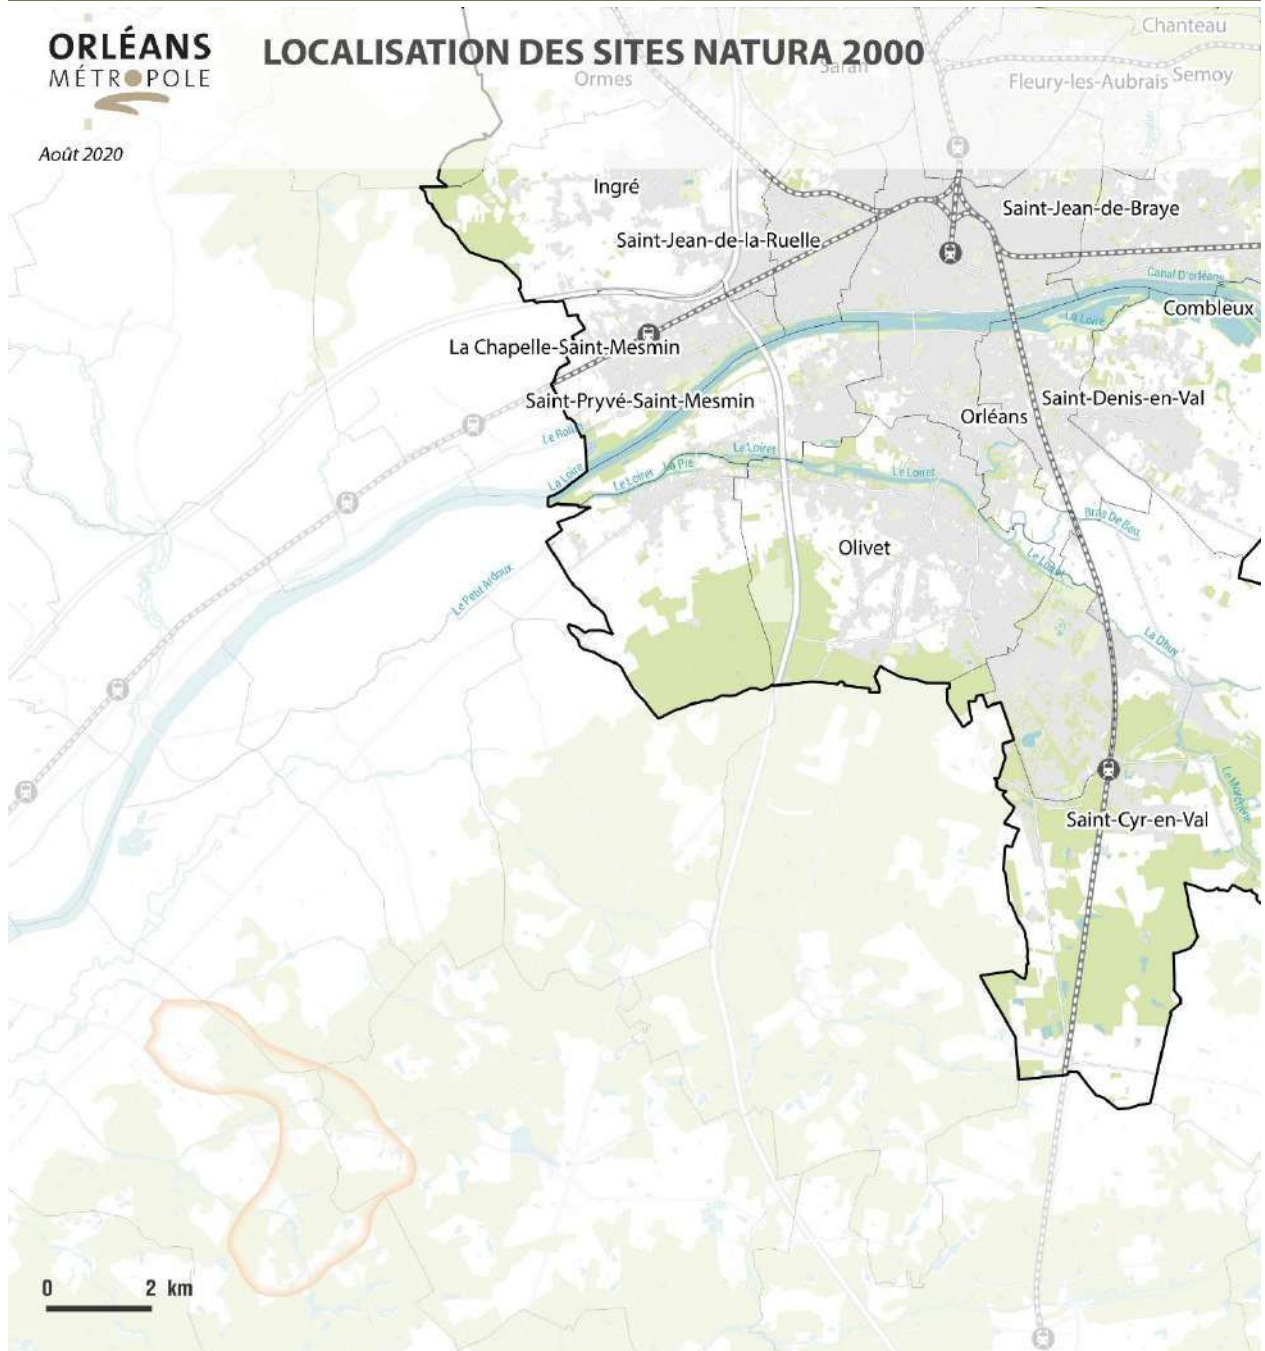 ORLÉANS
MÉTROPOLE
LOCALISATION DES SITES NATURA 2000
Août 2020
Chanteau
Ormes
Saran
Fleury-les-Aubrais
Semoy
Ingré
Saint-Jean-de-Braye
Saint-Jean-de-la-Ruelle
Canal D'orléans
Combleux
La Loire
La Chapelle-Saint-Mesmin
Saint-Pryvé-Saint-Mesmin
Saint-Denis-en-Val
Orléans
Le Loiret
La Pie
Le Loiret
La Loire
Le Loiret
Bras De Bou
Olivet
Le Loiret
Le Petit Ardoux
La Dhuy
Saint-Cyr-en-Val
0 2 km